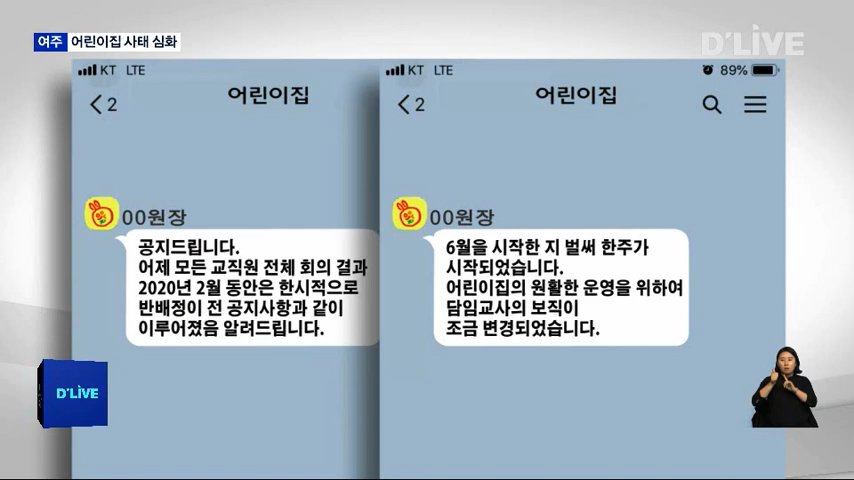 여주 어린이집 사태 심화
D'LIVE
KT LTE
2
어린이집
00원장
공지드립니다.
어제 모든 교직원 전체 회의 결과
2020년 2월 동안은 한시적으로
반배정이 전 공지사항과 같이
이루어졌음 알려드립니다.
KT LTE
89%
2
어린이집
00원장
6월을 시작한 지 벌써 한주가
시작되었습니다.
어린이집의 원활한 운영을 위하여
담임교사의 보직이
조금 변경되었습니다.
D'LIVE